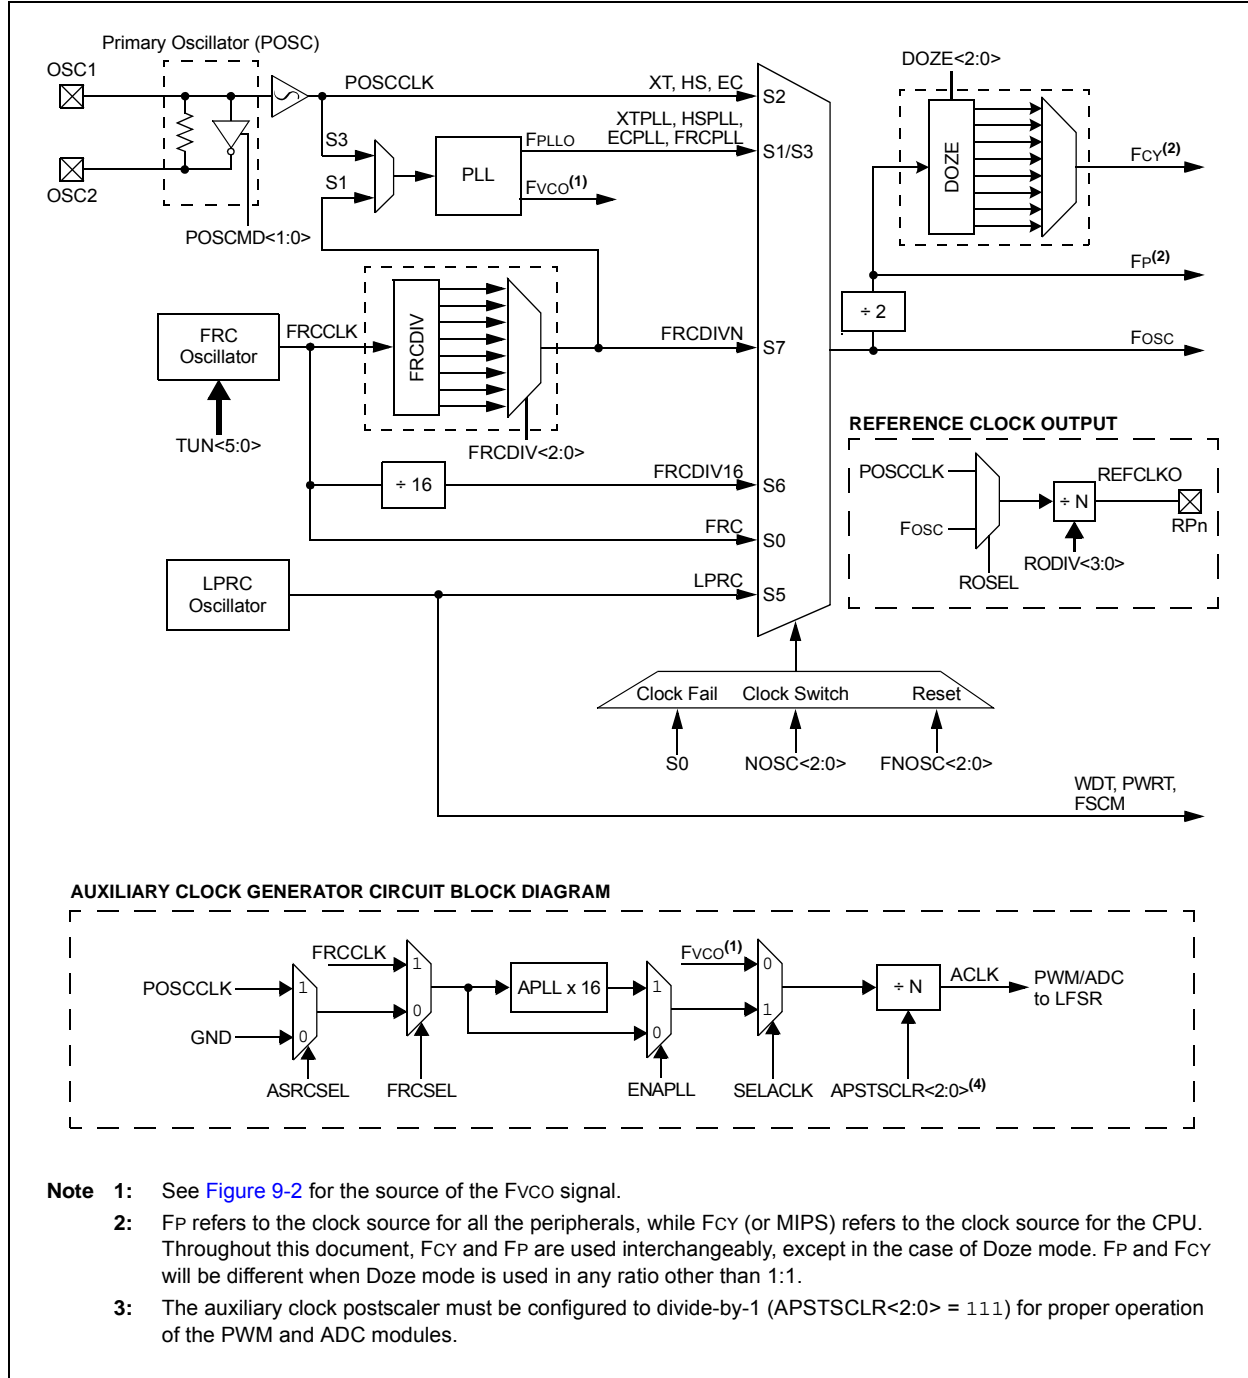 Primary Oscillator (POSC)
OSC1
OSC2
POSCMD<1:0>
POSCCLK
S3
S1
PLL
FPLLO
FVCO(1)
XT, HS, EC
XTPLL, HSPLL,
ECPLL, FRCPLL
S2
S1/S3
DOZE<2:0>
DOZE
FCY(2)
FP(2)
÷ 2
FOSC
FRC
Oscillator
TUN<5:0>
FRCCLK
FRCDIV
FRCDIV<2:0>
FRCDIVN
S7
÷ 16
FRCDIV16
S6
FRC
S0
LPRC
Oscillator
LPRC
S5
REFERENCE CLOCK OUTPUT
POSCCLK
FOSC
ROSEL
÷ N
RODIV<3:0>
REFCLKO
RPn
Clock Fail
Clock Switch
Reset
S0
NOSC<2:0>
FNOSC<2:0>
WDT, PWRT,
FSCM
AUXILIARY CLOCK GENERATOR CIRCUIT BLOCK DIAGRAM
POSCCLK
GND
1
0
ASRCSEL
FRCCLK
1
0
FRCSEL
APLL x 16
1
0
ENAPLL
FVCO(1)
0
1
SELACLK
÷ N
APSTSCLR<2:0>(4)
ACLK
PWM/ADC
to LFSR
Note 1: See Figure 9-2 for the source of the FVCO signal.
2: FP refers to the clock source for all the peripherals, while FCY (or MIPS) refers to the clock source for the CPU.
Throughout this document, FCY and FP are used interchangeably, except in the case of Doze mode. FP and FCY
will be different when Doze mode is used in any ratio other than 1:1.
3: The auxiliary clock postscaler must be configured to divide-by-1 (APSTSCLR<2:0> = 111) for proper operation
of the PWM and ADC modules.